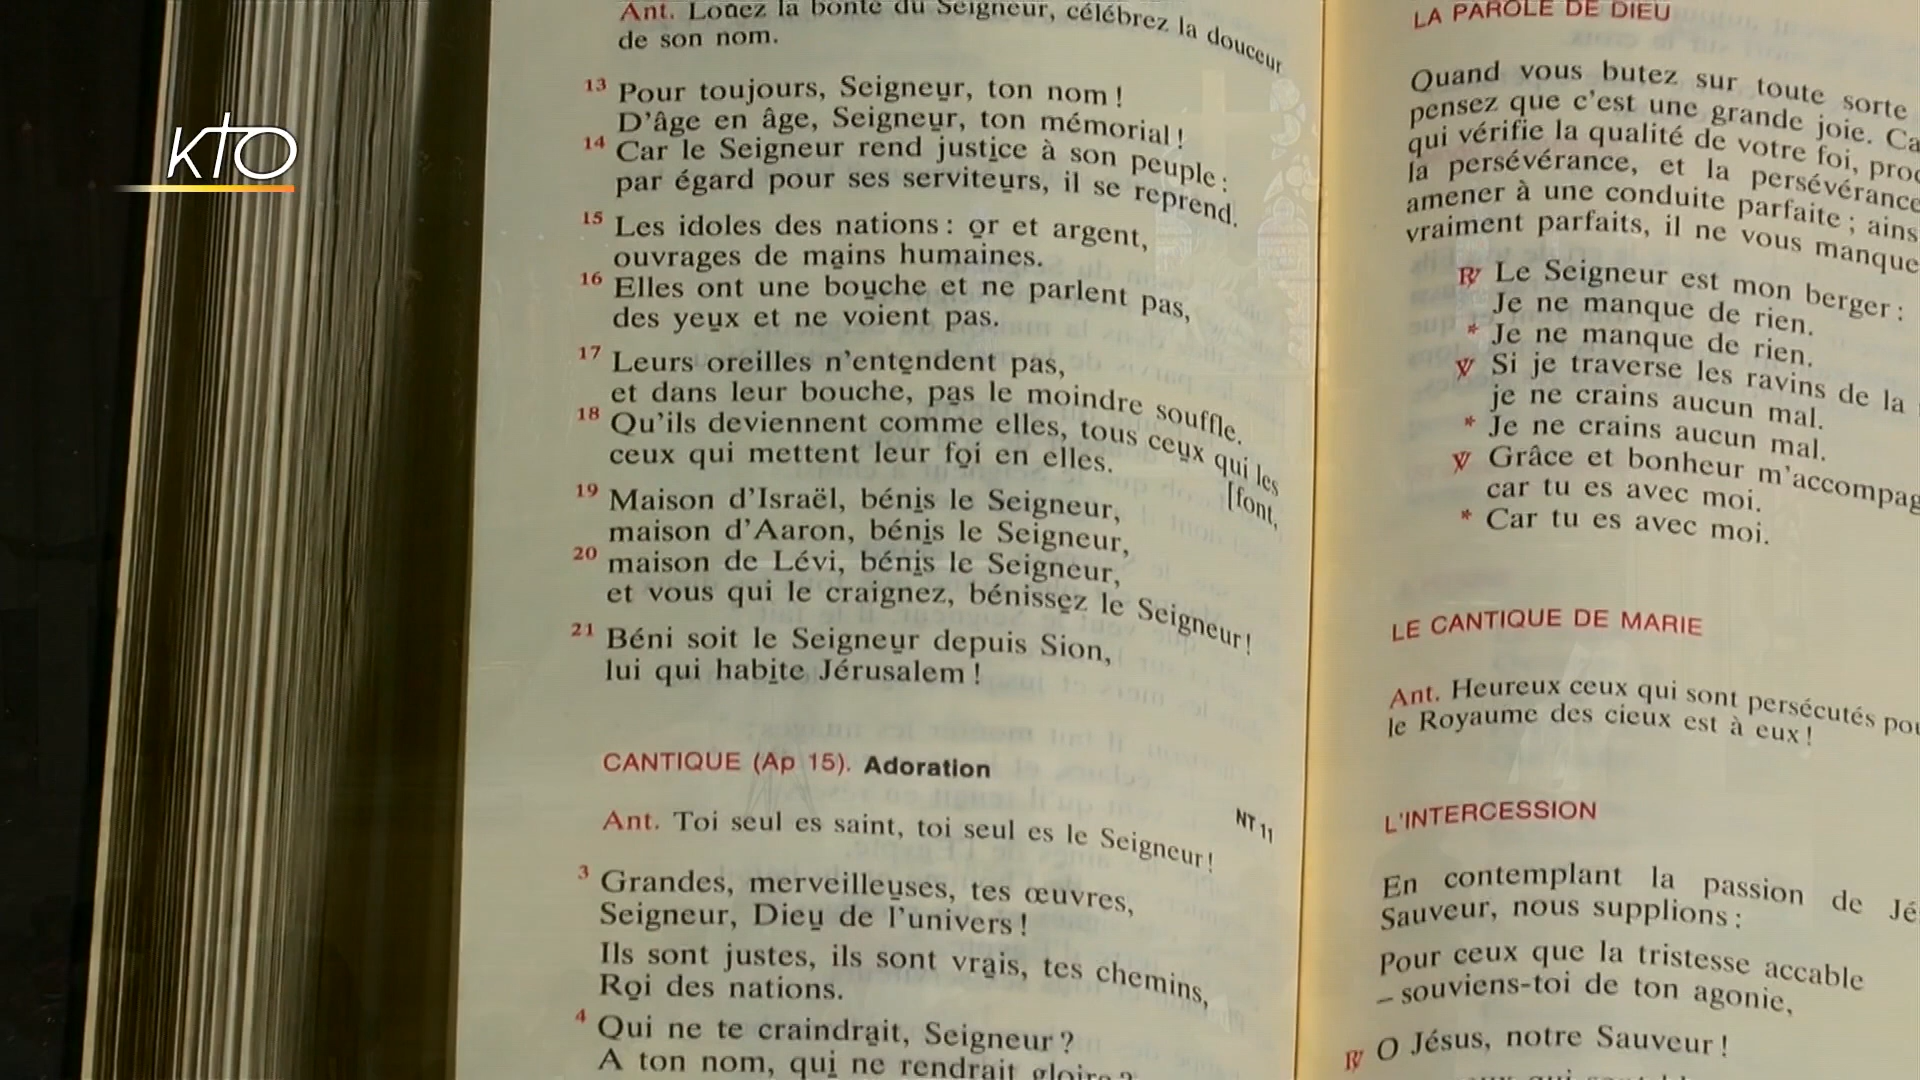 KTO
Ant. Louez la bonté du Seigneur, célébrez la douceur
de son nom.
13 Pour toujours, Seigneur, ton nom !
D'âge en âge, Seigneur, ton mémorial !
14 Car le Seigneur rend justice à son peuple :
par égard pour ses serviteurs, il se reprend.
15 Les idoles des nations : or et argent,
ouvrages de mains humaines.
16 Elles ont une bouche et ne parlent pas,
des yeux et ne voient pas.
17 Leurs oreilles n'entendent pas,
et dans leur bouche, pas le moindre souffle.
18 Qu'ils deviennent comme elles, tous ceux qui les
[font,
ceux qui mettent leur foi en elles.
19 Maison d'Israël, bénis le Seigneur,
maison d'Aaron, bénis le Seigneur,
20 maison de Lévi, bénis le Seigneur,
et vous qui le craignez, bénissez le Seigneur !
21 Béni soit le Seigneur depuis Sion,
lui qui habite Jérusalem !
CANTIQUE (Ap 15). Adoration
NT 11
Ant. Toi seul es saint, toi seul es le Seigneur !
3 Grandes, merveilleuses, tes œuvres,
Seigneur, Dieu de l'univers !
Ils sont justes, ils sont vrais, tes chemins,
Roi des nations.
4 Qui ne te craindrait, Seigneur ?
A ton nom, qui ne rendrait gloire ?
LA PAROLE DE DIEU
Quand vous butez sur toute sorte
pensez que c'est une grande joie. Ca
qui vérifie la qualité de votre foi, proc
la persévérance, et la persévérance
amener à une conduite parfaite ; ains
vraiment parfaits, il ne vous manque
R/ Le Seigneur est mon berger :
Je ne manque de rien.
* Je ne manque de rien.
V/ Si je traverse les ravins de la
je ne crains aucun mal.
* Je ne crains aucun mal.
V/ Grâce et bonheur m'accompag
car tu es avec moi.
* Car tu es avec moi.
LE CANTIQUE DE MARIE
Ant. Heureux ceux qui sont persécutés pou
le Royaume des cieux est à eux !
L'INTERCESSION
En contemplant la passion de Jé
Sauveur, nous supplions :
Pour ceux que la tristesse accable
– souviens-toi de ton agonie,
R/ O Jésus, notre Sauveur !